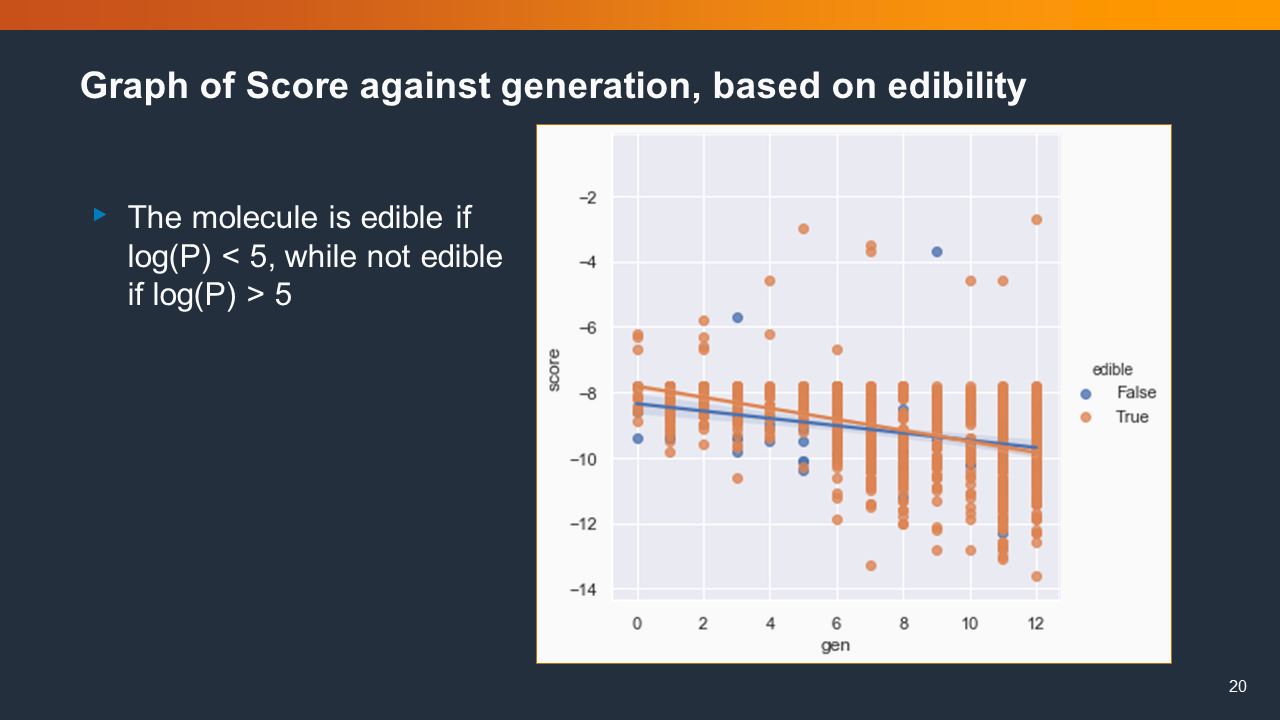 Graph of Score against generation, based on edibility
▶ The molecule is edible if
log(P) < 5, while not edible
if log(P) > 5
−2
−4
−6
−8
−10
−12
−14
score
0 2 4 6 8 10 12
gen
edible
False
True
20